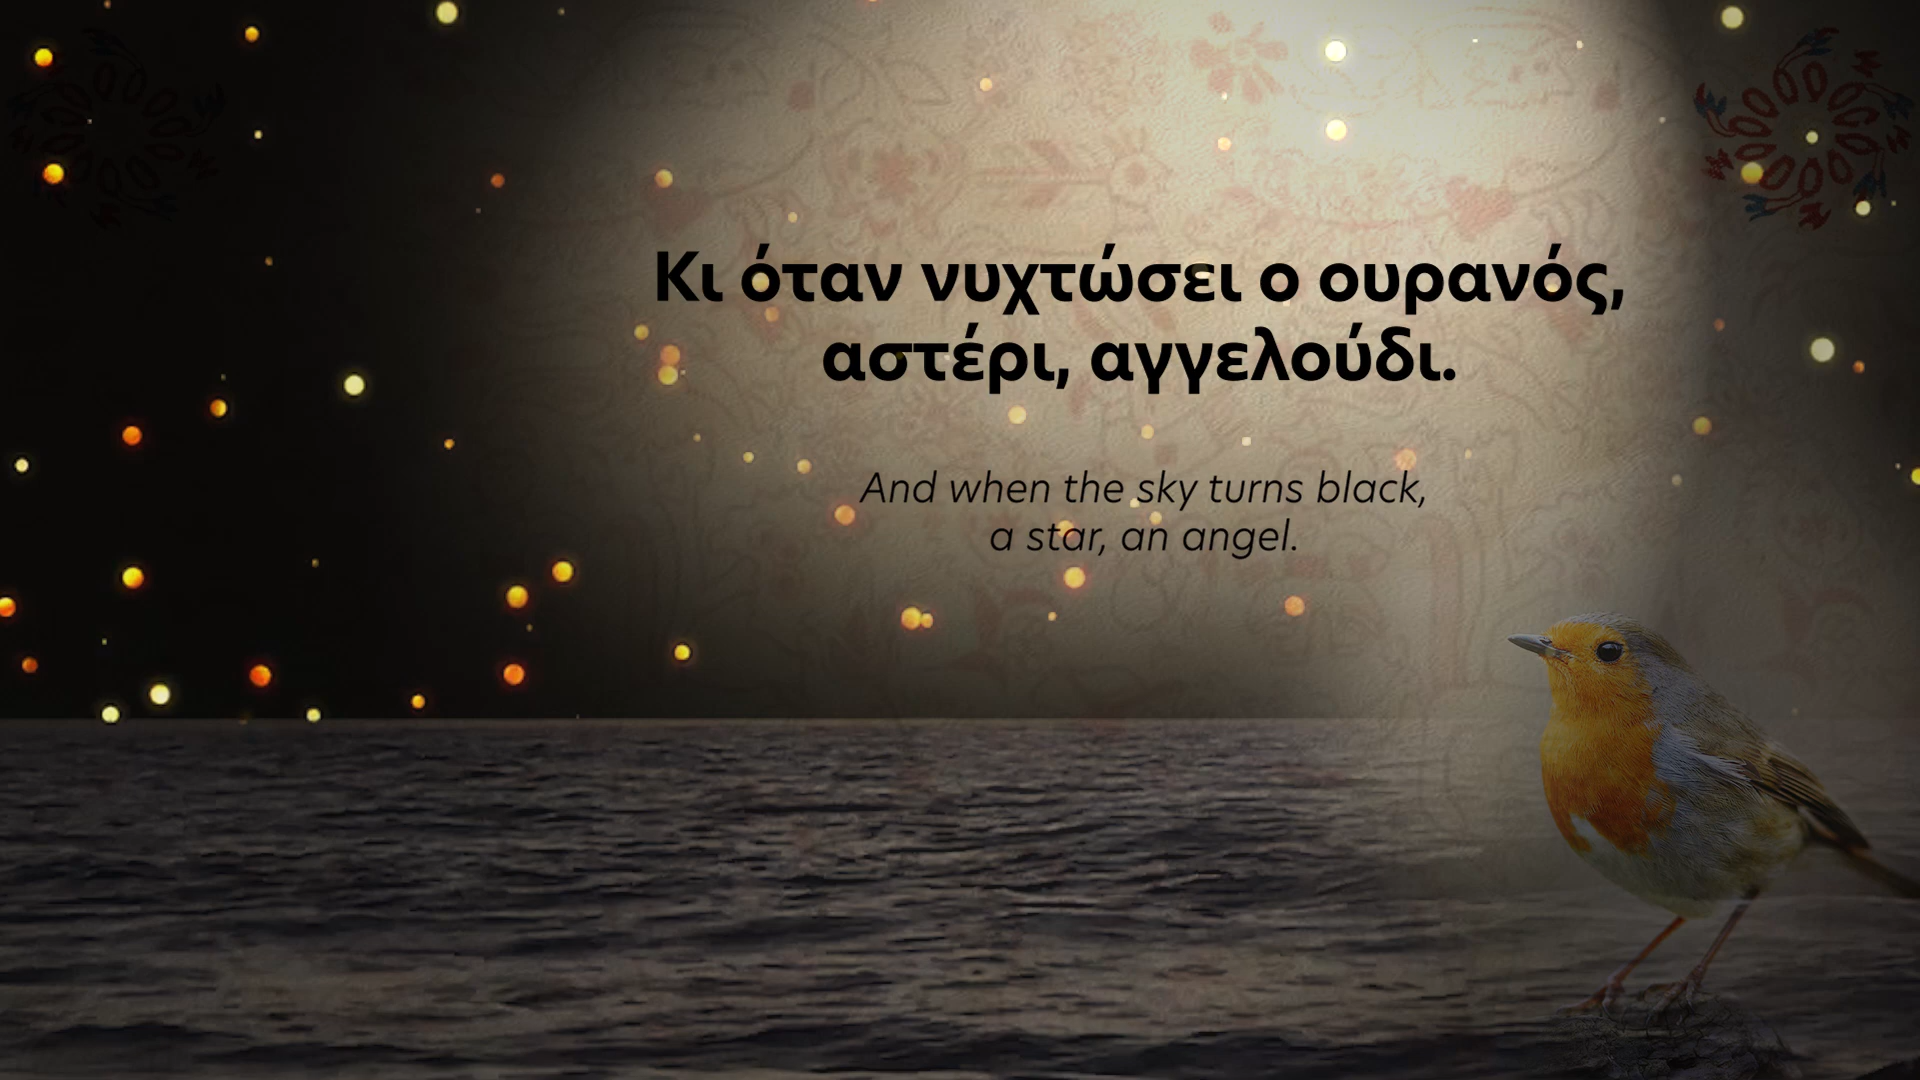 Κι όταν νυχτώσει ο ουρανός,
αστέρι, αγγελούδι.
And when the sky turns black,
a star, an angel.